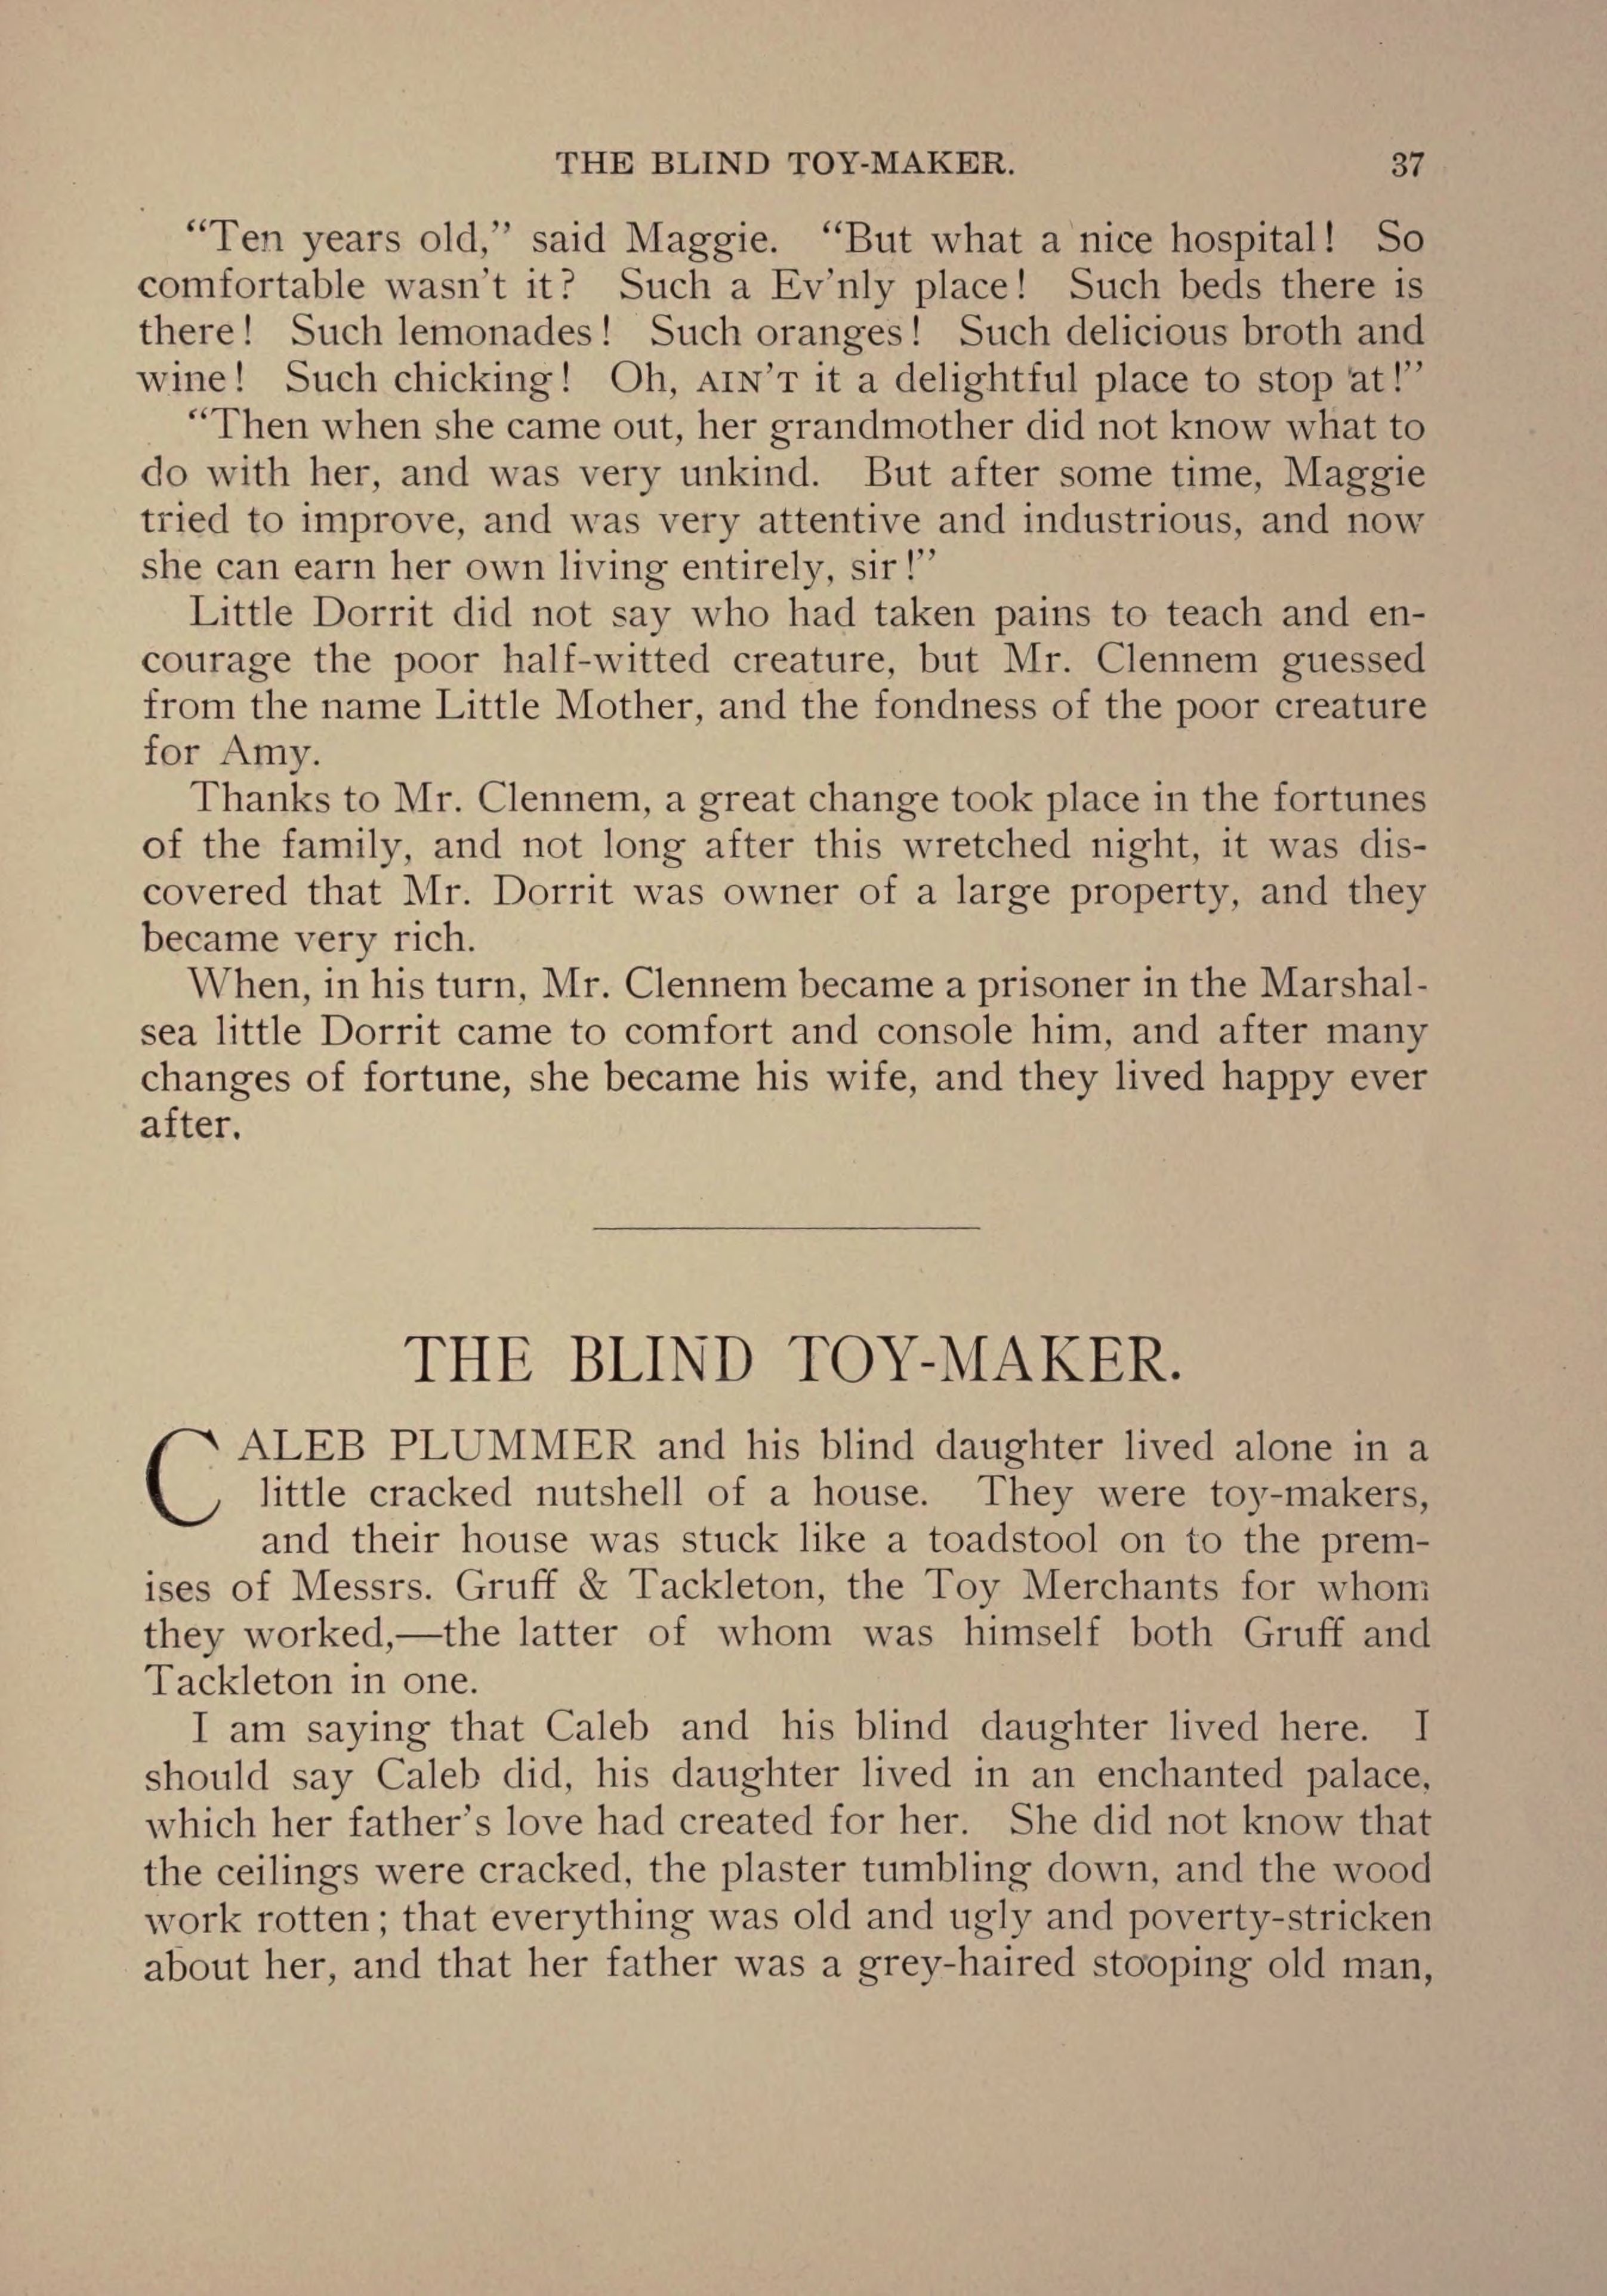 THE BLIND TOY-MAKER. 37
“Ten years old,” said Maggie. “But what a nice hospital! So
comfortable wasn’t it? Such a Ev’nly place! Such beds there is
there! Such lemonades! Such oranges! Such delicious broth and
wine! Such chicking! Oh, AIN’T it a delightful place to stop at!”
“Then when she came out, her grandmother did not know what to
do with her, and was very unkind. But after some time, Maggie
tried to improve, and was very attentive and industrious, and now
she can earn her own living entirely, sir!”
Little Dorrit did not say who had taken pains to teach and en-
courage the poor half-witted creature, but Mr. Clennem guessed
from the name Little Mother, and the fondness of the poor creature
for Amy.
Thanks to Mr. Clennem, a great change took place in the fortunes
of the family, and not long after this wretched night, it was dis-
covered that Mr. Dorrit was owner of a large property, and they
became very rich.
When, in his turn, Mr. Clennem became a prisoner in the Marshal-
sea little Dorrit came to comfort and console him, and after many
changes of fortune, she became his wife, and they lived happy ever
after.
THE BLIND TOY-MAKER.
CALEB PLUMMER and his blind daughter lived alone in a
little cracked nutshell of a house. They were toy-makers,
and their house was stuck like a toadstool on to the prem-
ises of Messrs. Gruff & Tackleton, the Toy Merchants for whom
they worked,—the latter of whom was himself both Gruff and
Tackleton in one.
I am saying that Caleb and his blind daughter lived here. I
should say Caleb did, his daughter lived in an enchanted palace,
which her father’s love had created for her. She did not know that
the ceilings were cracked, the plaster tumbling down, and the wood
work rotten; that everything was old and ugly and poverty-stricken
about her, and that her father was a grey-haired stooping old man,